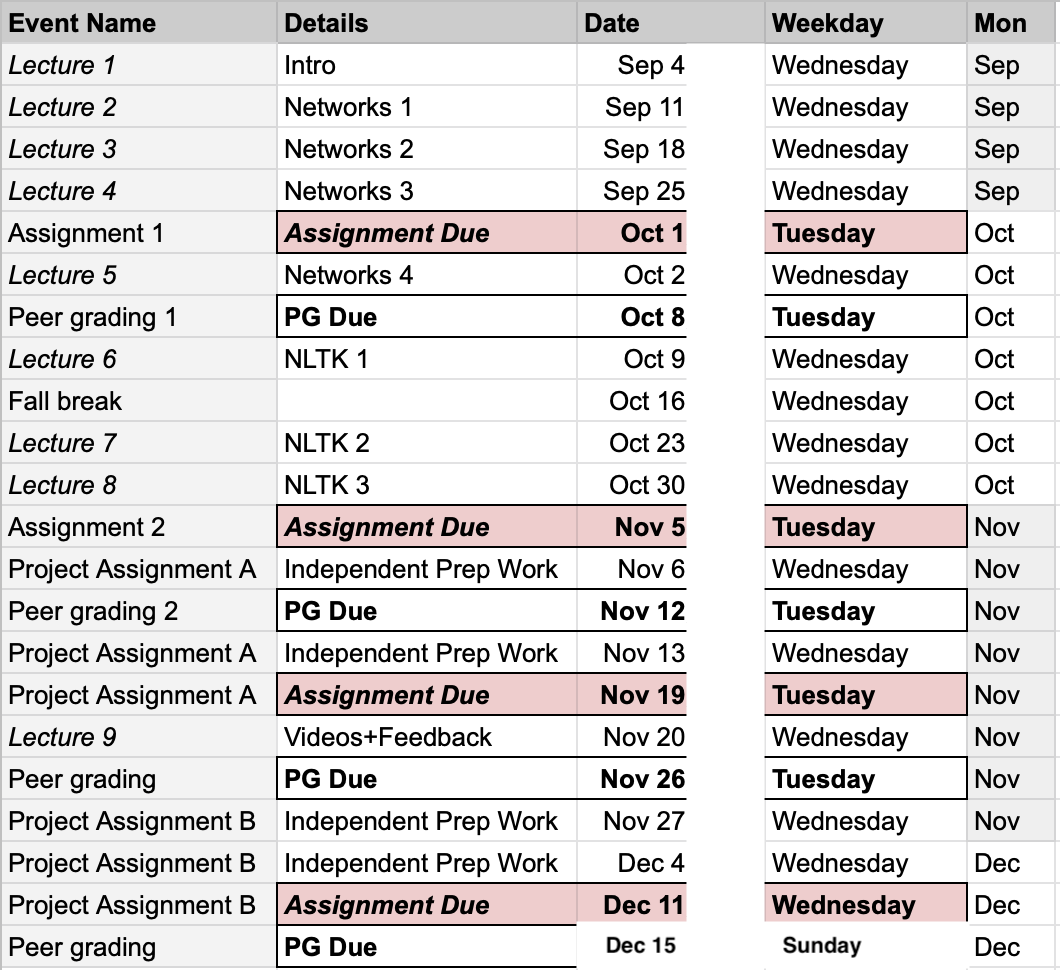 Event Name Details Date Weekday Mon
Lecture 1 Intro Sep 4 Wednesday Sep
Lecture 2 Networks 1 Sep 11 Wednesday Sep
Lecture 3 Networks 2 Sep 18 Wednesday Sep
Lecture 4 Networks 3 Sep 25 Wednesday Sep
Assignment 1 Assignment Due Oct 1 Tuesday Oct
Lecture 5 Networks 4 Oct 2 Wednesday Oct
Peer grading 1 PG Due Oct 8 Tuesday Oct
Lecture 6 NLTK 1 Oct 9 Wednesday Oct
Fall break Oct 16 Wednesday Oct
Lecture 7 NLTK 2 Oct 23 Wednesday Oct
Lecture 8 NLTK 3 Oct 30 Wednesday Oct
Assignment 2 Assignment Due Nov 5 Tuesday Nov
Project Assignment A Independent Prep Work Nov 6 Wednesday Nov
Peer grading 2 PG Due Nov 12 Tuesday Nov
Project Assignment A Independent Prep Work Nov 13 Wednesday Nov
Project Assignment A Assignment Due Nov 19 Tuesday Nov
Lecture 9 Videos+Feedback Nov 20 Wednesday Nov
Peer grading PG Due Nov 26 Tuesday Nov
Project Assignment B Independent Prep Work Nov 27 Wednesday Nov
Project Assignment B Independent Prep Work Dec 4 Wednesday Dec
Project Assignment B Assignment Due Dec 11 Wednesday Dec
Peer grading PG Due Dec 15 Sunday Dec